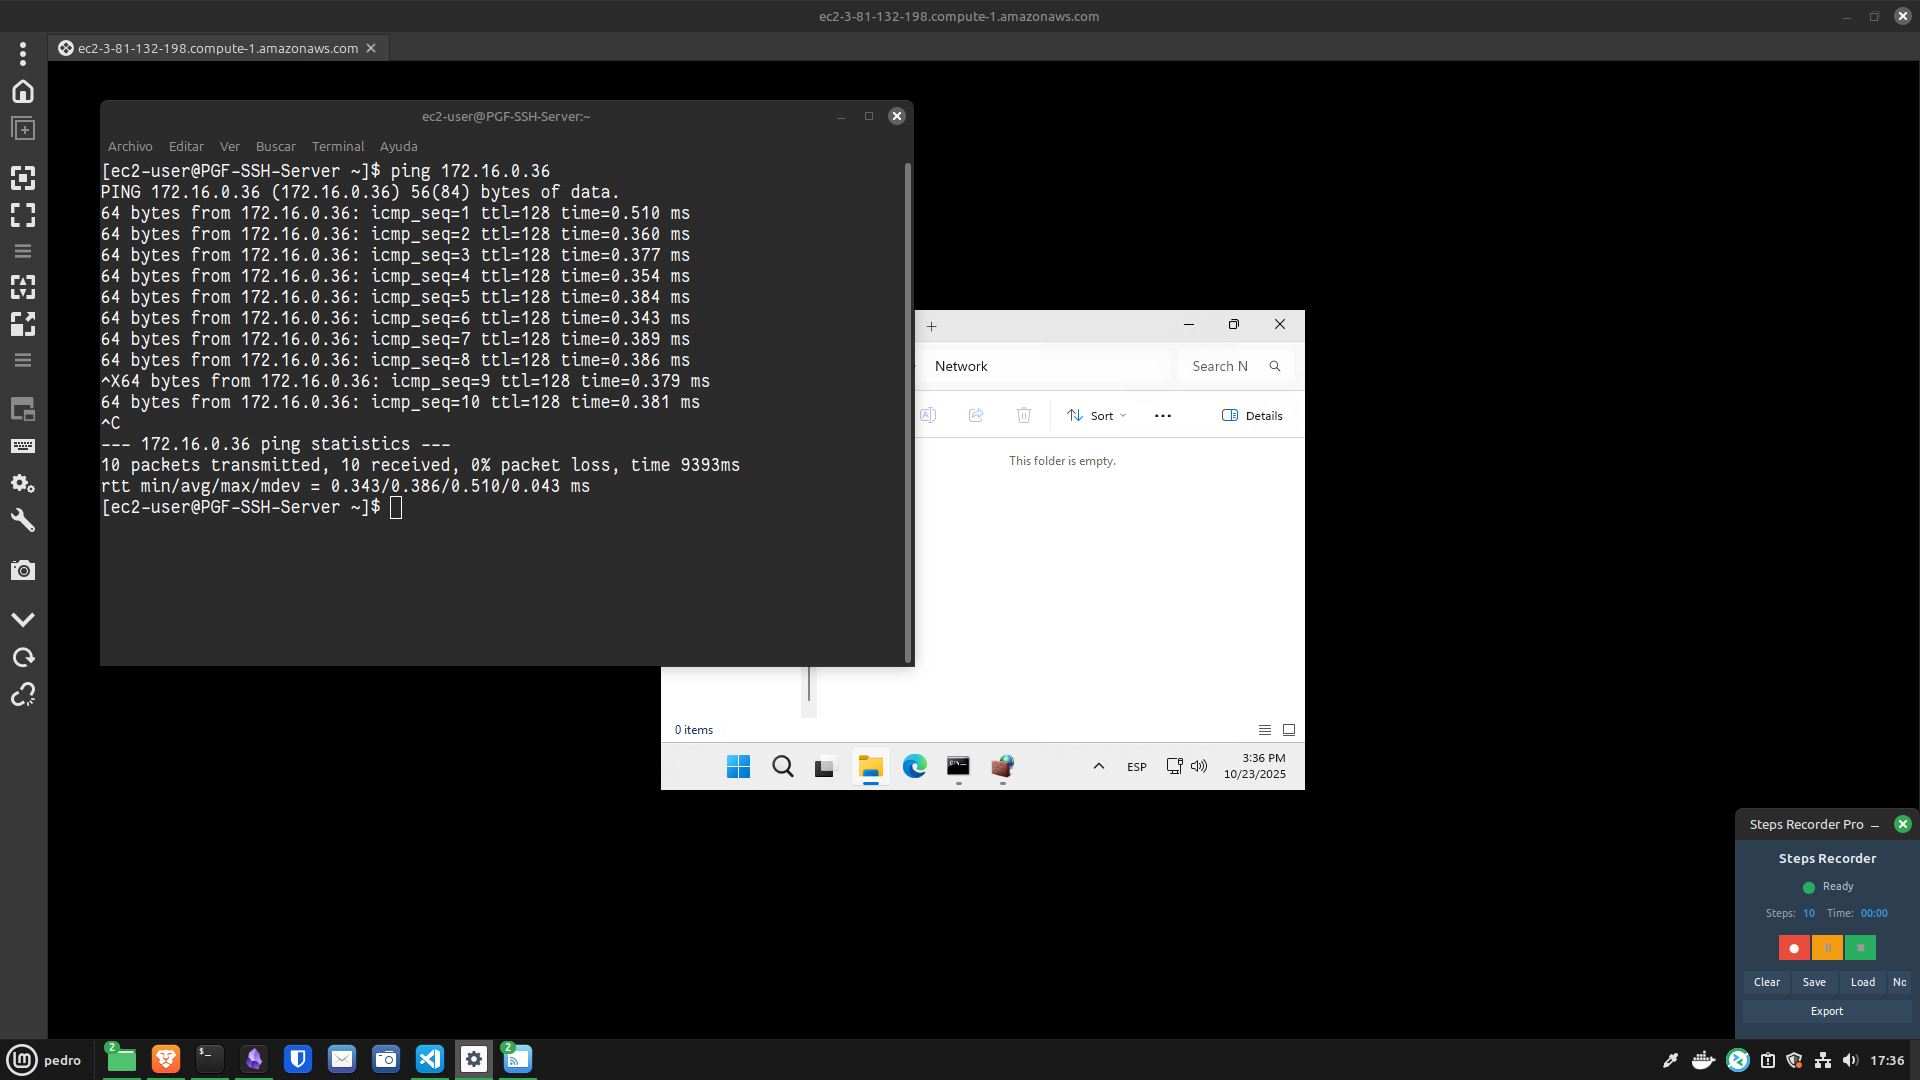 ec2-3-81-132-198.compute-1.amazonaws.com
ec2-3-81-132-198.compute-1.amazonaws.com
ec2-user@PGF-SSH-Server:~
Archivo Editar Ver Buscar Terminal Ayuda
[ec2-user@PGF-SSH-Server ~]$ ping 172.16.0.36
PING 172.16.0.36 (172.16.0.36) 56(84) bytes of data.
64 bytes from 172.16.0.36: icmp_seq=1 ttl=128 time=0.510 ms
64 bytes from 172.16.0.36: icmp_seq=2 ttl=128 time=0.360 ms
64 bytes from 172.16.0.36: icmp_seq=3 ttl=128 time=0.377 ms
64 bytes from 172.16.0.36: icmp_seq=4 ttl=128 time=0.354 ms
64 bytes from 172.16.0.36: icmp_seq=5 ttl=128 time=0.384 ms
64 bytes from 172.16.0.36: icmp_seq=6 ttl=128 time=0.343 ms
64 bytes from 172.16.0.36: icmp_seq=7 ttl=128 time=0.389 ms
64 bytes from 172.16.0.36: icmp_seq=8 ttl=128 time=0.386 ms
^X64 bytes from 172.16.0.36: icmp_seq=9 ttl=128 time=0.379 ms
64 bytes from 172.16.0.36: icmp_seq=10 ttl=128 time=0.381 ms
^C
--- 172.16.0.36 ping statistics ---
10 packets transmitted, 10 received, 0% packet loss, time 9393ms
rtt min/avg/max/mdev = 0.343/0.386/0.510/0.043 ms
[ec2-user@PGF-SSH-Server ~]$
Network
Search N
Sort
Details
This folder is empty.
0 items
ESP
3:36 PM
10/23/2025
Steps Recorder Pro
Steps Recorder
Ready
Steps: 10 Time: 00:00
Clear Save Load No
Export
pedro
2
2
17:36